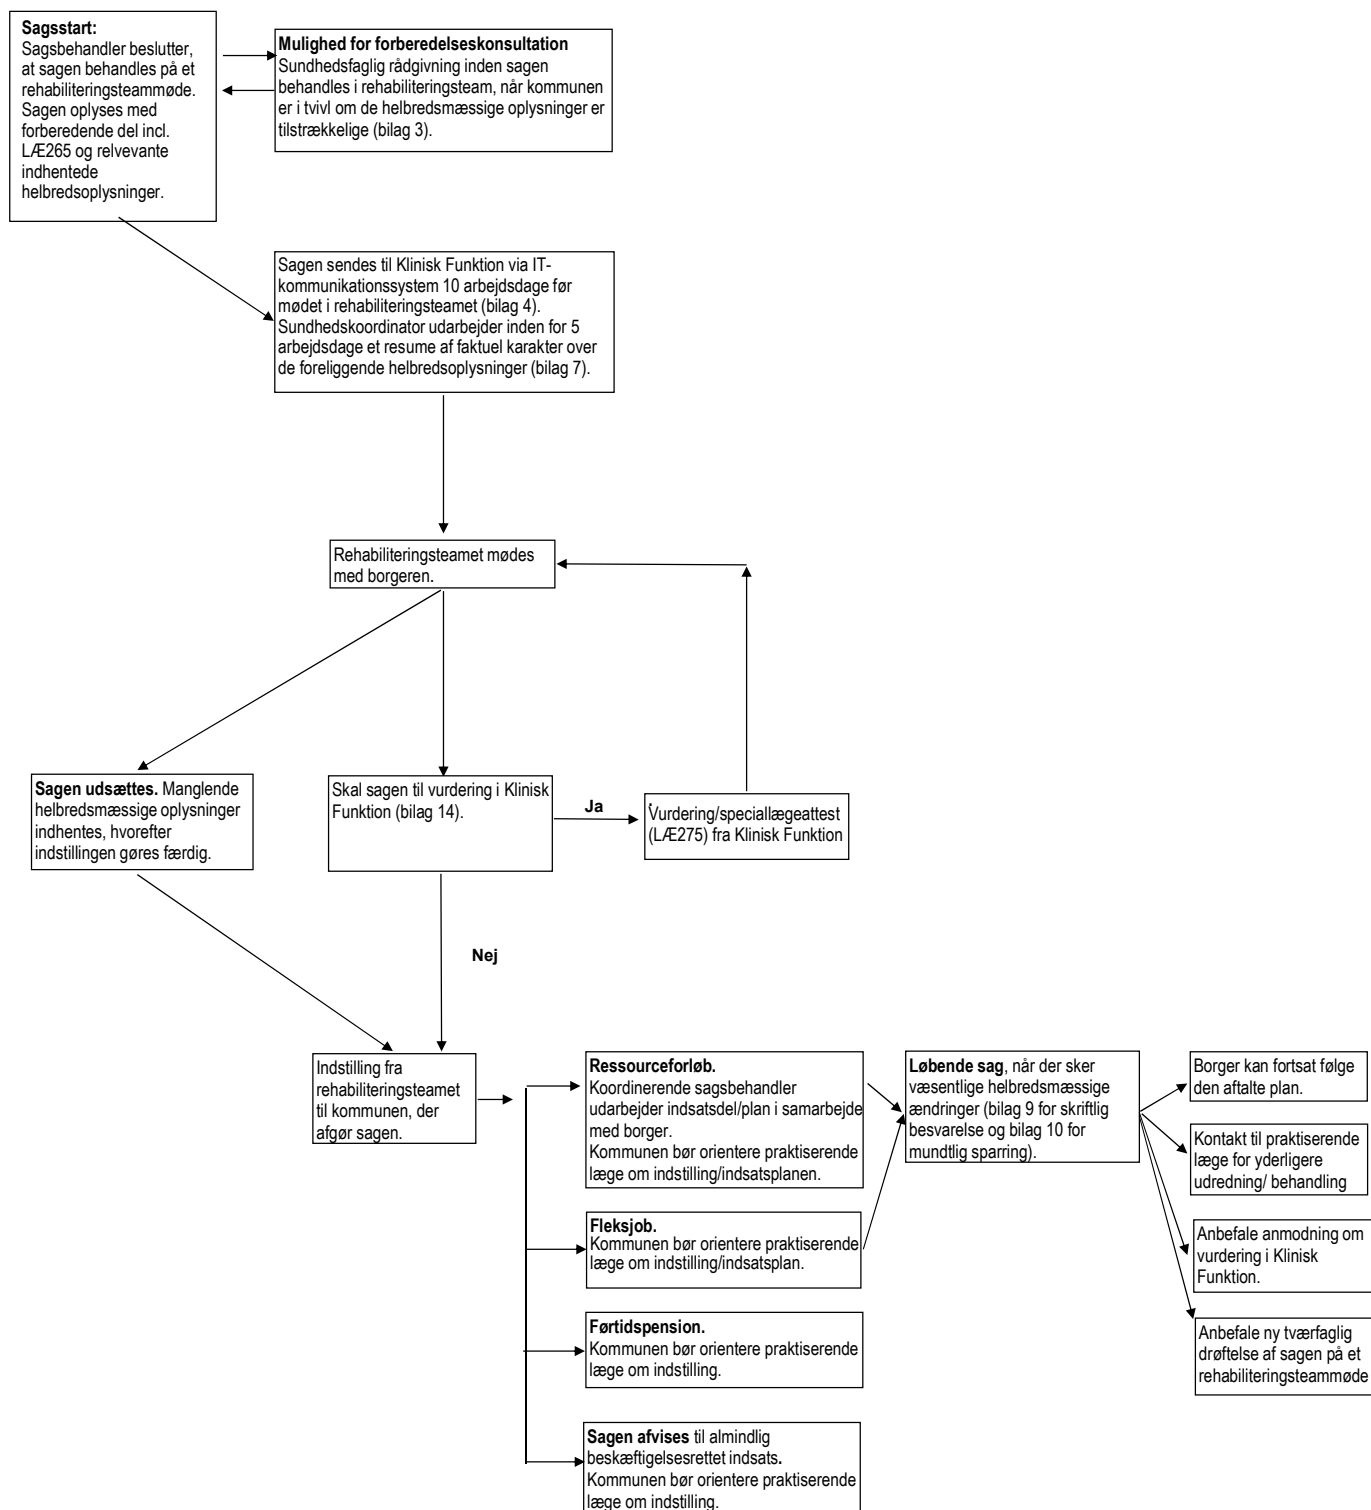 Sagsstart:
Sagsbehandler beslutter,
at sagen behandles på et
rehabiliteringsteammøde.
Sagen oplyses med
forberedende del incl.
LÆ265 og relvevante
indhentede
helbredsoplysninger.
Mulighed for forberedelseskonsultation
Sundhedsfaglig rådgivning inden sagen
behandles i rehabiliteringsteam, når kommunen
er i tvivl om de helbredsmæssige oplysninger er
tilstrækkelige (bilag 3).
Sagen sendes til Klinisk Funktion via IT-
kommunikationssystem 10 arbejdsdage før
mødet i rehabiliteringsteamet (bilag 4).
Sundhedskoordinator udarbejder inden for 5
arbejdsdage et resume af faktuel karakter over
de foreliggende helbredsoplysninger (bilag 7).
Rehabiliteringsteamet mødes
med borgeren.
Sagen udsættes. Manglende
helbredsmæssige oplysninger
indhentes, hvorefter
indstillingen gøres færdig.
Skal sagen til vurdering i Klinisk
Funktion (bilag 14).
Ja
Vurdering/speciallægeattest
(LÆ275) fra Klinisk Funktion
Nej
Indstilling fra
rehabiliteringsteamet
til kommunen, der
afgør sagen.
Ressourceforløb.
Koordinerende sagsbehandler
udarbejder indsatsdel/plan i samarbejde
med borger.
Kommunen bør orientere praktiserende
læge om indstilling/indsatsplanen.
Fleksjob.
Kommunen bør orientere praktiserende
læge om indstilling/indsatsplan.
Førtidspension.
Kommunen bør orientere praktiserende
læge om indstilling.
Sagen afvises til almindlig
beskæftigelsesrettet indsats.
Kommunen bør orientere praktiserende
læge om indstilling.
Løbende sag, når der sker
væsentlige helbredsmæssige
ændringer (bilag 9 for skriftlig
besvarelse og bilag 10 for
mundtlig sparring).
Borger kan fortsat følge
den aftalte plan.
Kontakt til praktiserende
læge for yderligere
udredning/ behandling
Anbefale anmodning om
vurdering i Klinisk
Funktion.
Anbefale ny tværfaglig
drøftelse af sagen på et
rehabiliteringsteammøde